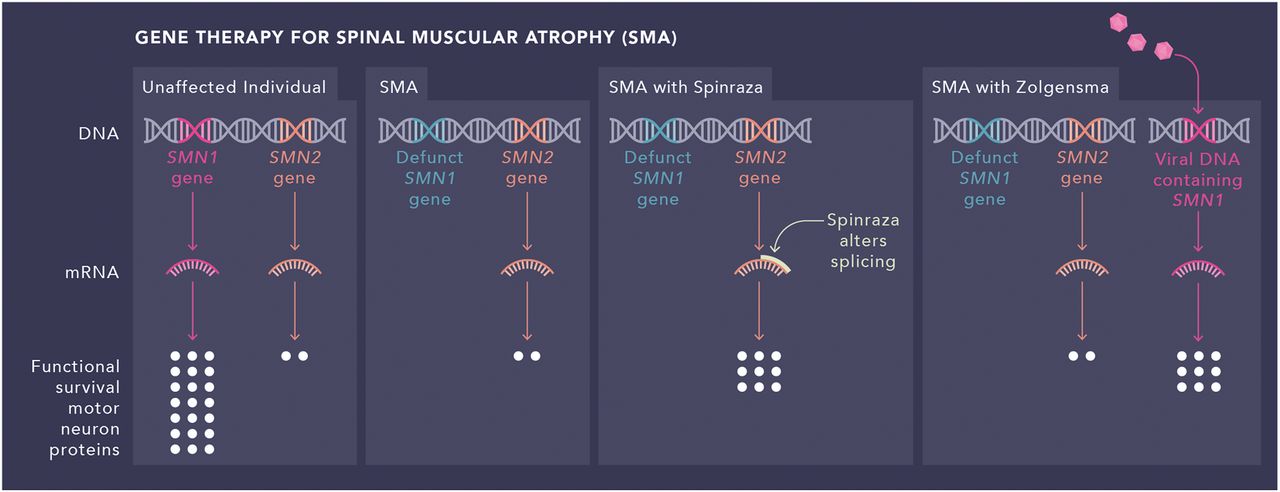 GENE THERAPY FOR SPINAL MUSCULAR ATROPHY (SMA)
Unaffected Individual
SMA
SMA with Spinraza
SMA with Zolgensma
DNA
SMN1
gene
SMN2
gene
Defunct
SMN1
gene
SMN2
gene
Defunct
SMN1
gene
SMN2
gene
Defunct
SMN1
gene
SMN2
gene
Viral DNA
containing
SMN1
Spinraza
alters
splicing
mRNA
Functional
survival
motor
neuron
proteins